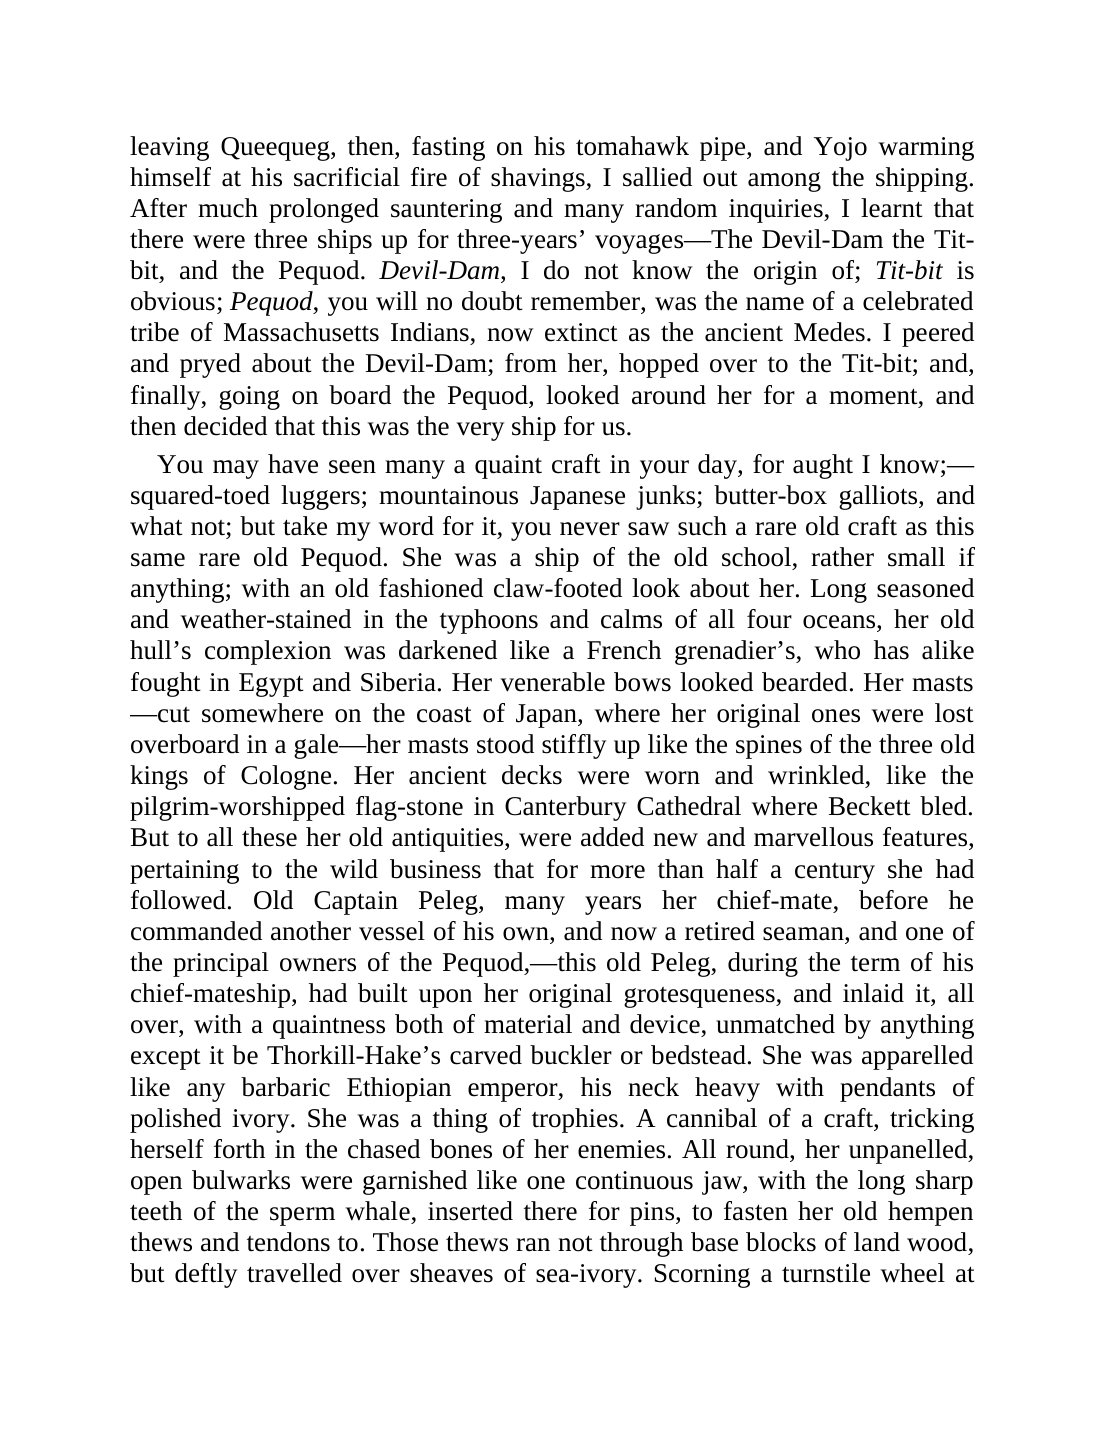 leaving Queequeg, then, fasting on his tomahawk pipe, and Yojo warming
himself at his sacrificial fire of shavings, I sallied out among the shipping.
After much prolonged sauntering and many random inquiries, I learnt that
there were three ships up for three-years’ voyages—The Devil-Dam the Tit-
bit, and the Pequod. Devil-Dam, I do not know the origin of; Tit-bit is
obvious; Pequod, you will no doubt remember, was the name of a celebrated
tribe of Massachusetts Indians, now extinct as the ancient Medes. I peered
and pryed about the Devil-Dam; from her, hopped over to the Tit-bit; and,
finally, going on board the Pequod, looked around her for a moment, and
then decided that this was the very ship for us.
You may have seen many a quaint craft in your day, for aught I know;—
squared-toed luggers; mountainous Japanese junks; butter-box galliots, and
what not; but take my word for it, you never saw such a rare old craft as this
same rare old Pequod. She was a ship of the old school, rather small if
anything; with an old fashioned claw-footed look about her. Long seasoned
and weather-stained in the typhoons and calms of all four oceans, her old
hull’s complexion was darkened like a French grenadier’s, who has alike
fought in Egypt and Siberia. Her venerable bows looked bearded. Her masts
—cut somewhere on the coast of Japan, where her original ones were lost
overboard in a gale—her masts stood stiffly up like the spines of the three old
kings of Cologne. Her ancient decks were worn and wrinkled, like the
pilgrim-worshipped flag-stone in Canterbury Cathedral where Beckett bled.
But to all these her old antiquities, were added new and marvellous features,
pertaining to the wild business that for more than half a century she had
followed. Old Captain Peleg, many years her chief-mate, before he
commanded another vessel of his own, and now a retired seaman, and one of
the principal owners of the Pequod,—this old Peleg, during the term of his
chief-mateship, had built upon her original grotesqueness, and inlaid it, all
over, with a quaintness both of material and device, unmatched by anything
except it be Thorkill-Hake’s carved buckler or bedstead. She was apparelled
like any barbaric Ethiopian emperor, his neck heavy with pendants of
polished ivory. She was a thing of trophies. A cannibal of a craft, tricking
herself forth in the chased bones of her enemies. All round, her unpanelled,
open bulwarks were garnished like one continuous jaw, with the long sharp
teeth of the sperm whale, inserted there for pins, to fasten her old hempen
thews and tendons to. Those thews ran not through base blocks of land wood,
but deftly travelled over sheaves of sea-ivory. Scorning a turnstile wheel at